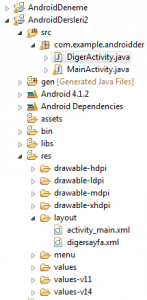 AndroidDeneme
AndroidDersleri2
src
com.example.androidder
DigerActivity.java
MainActivity.java
gen [Generated Java Files]
Android 4.1.2
Android Dependencies
assets
bin
libs
res
drawable-hdpi
drawable-ldpi
drawable-mdpi
drawable-xhdpi
layout
activity_main.xml
digersayfa.xml
menu
values
values-v11
values-v14